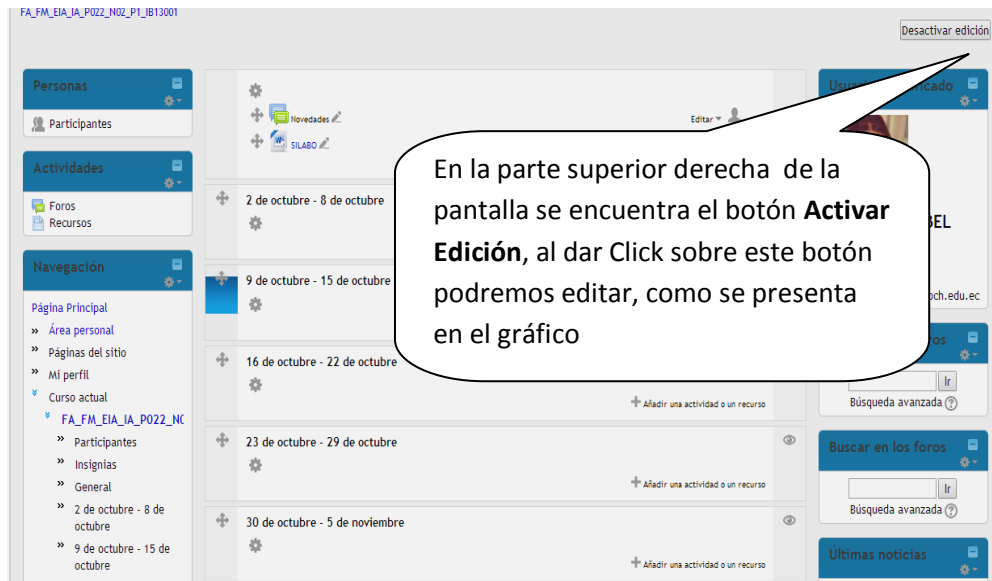 FA_FM_EIA_IA_P022_N02_P1_IB13001
Desactivar edición
Personas
Participantes
Actividades
Foros
Recursos
Navegación
Página Principal
» Área personal
» Páginas del sitio
» Mi perfil
Curso actual
FA_FM_EIA_IA_P022_N
» Participantes
» Insignias
» General
» 2 de octubre - 8 de
octubre
» 9 de octubre - 15 de
octubre
Novedades
Editar
SILABO
2 de octubre - 8 de octubre
9 de octubre - 15 de octubre
16 de octubre - 22 de octubre
Añadir una actividad o un recurso
23 de octubre - 29 de octubre
Añadir una actividad o un recurso
30 de octubre - 5 de noviembre
Añadir una actividad o un recurso
En la parte superior derecha de la
pantalla se encuentra el botón Activar
Edición, al dar Click sobre este botón
podremos editar, como se presenta
en el gráfico
BEL
och.edu.ec
os
Ir
Búsqueda avanzada
Buscar en los foros
Ir
Búsqueda avanzada
Últimas noticias